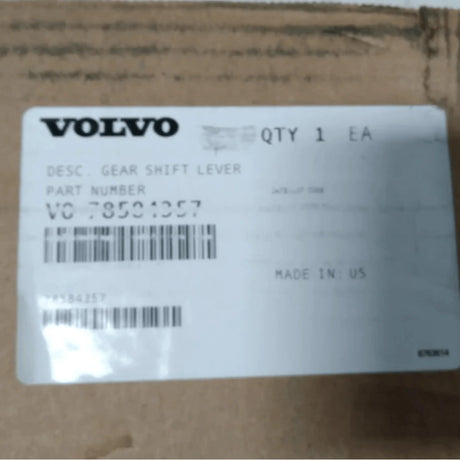 VOLVO
QTY 1 EA
DESC. GEAR SHIFT LEVER
PART NUMBER
VO 78584357
MADE IN: US
78584357